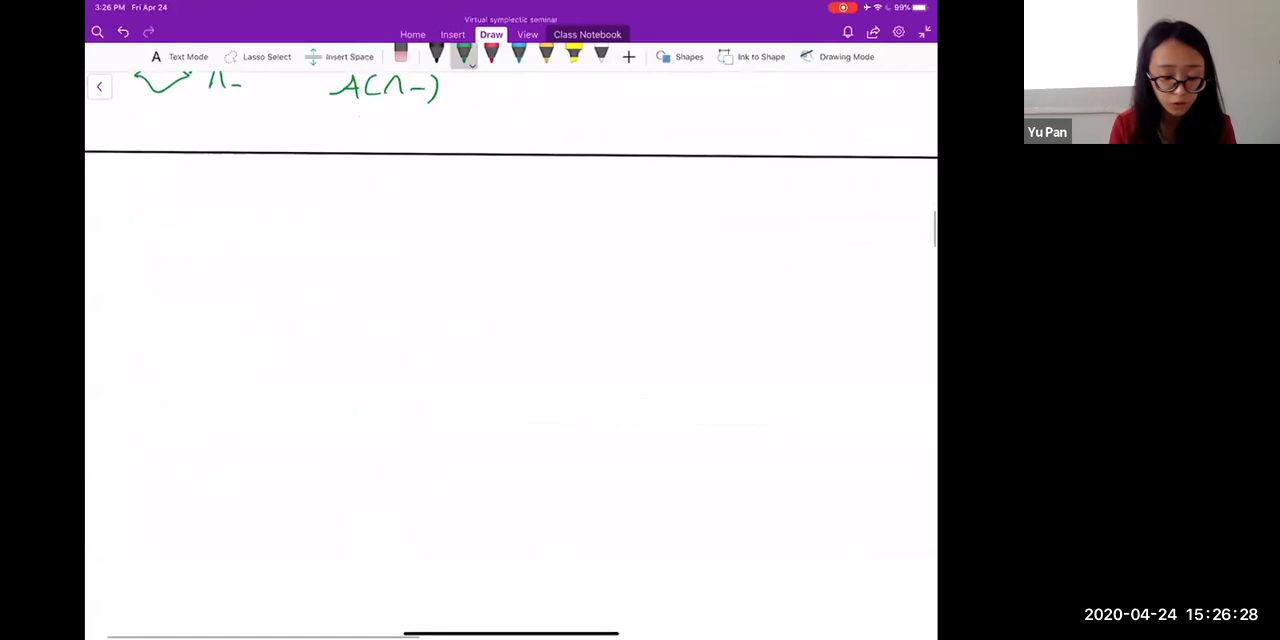 3:26 PM Fri Apr 24
99%
Virtual symplectic seminar
Home Insert Draw View Class Notebook
A Text Mode Lasso Select Insert Space Shapes Ink to Shape Drawing Mode
Λ- A(Λ-)
Yu Pan
2020-04-24 15:26:28